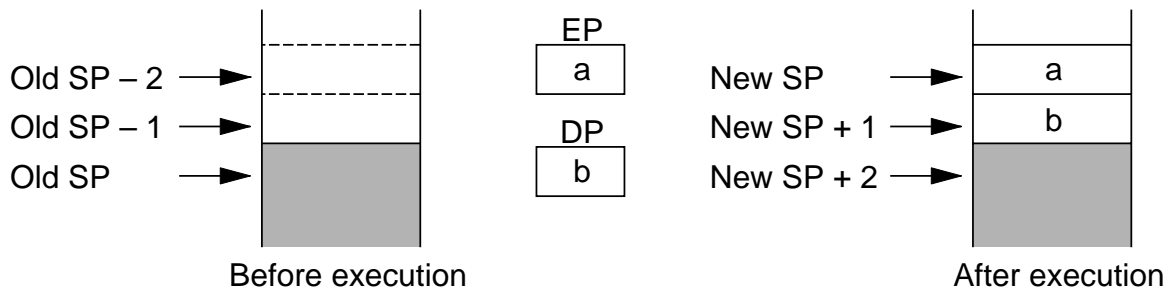 EP
Old SP – 2
a
New SP
a
Old SP – 1
DP
New SP + 1
b
Old SP
b
New SP + 2
Before execution
After execution